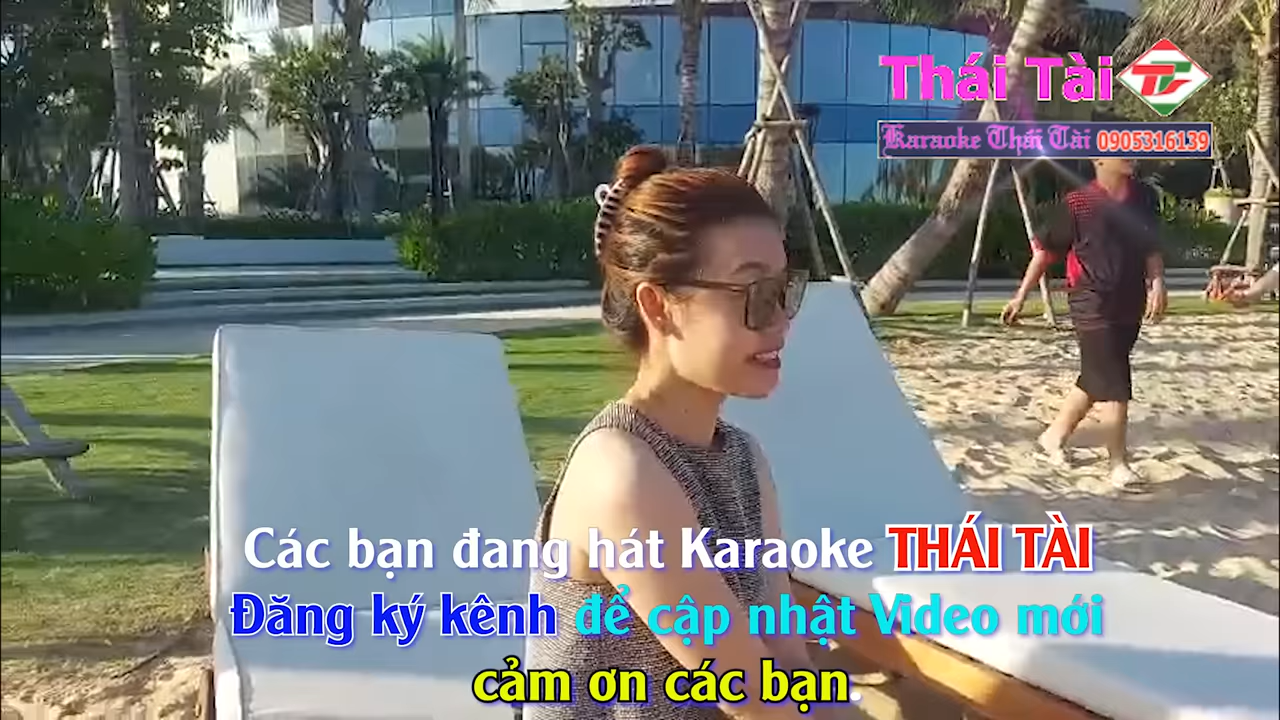 Thái Tài
Karaoke Thái Tài 0905316139
Các bạn đang hát Karaoke THÁI TÀI
Đăng ký kênh để cập nhật Video mới
cảm ơn các bạn.